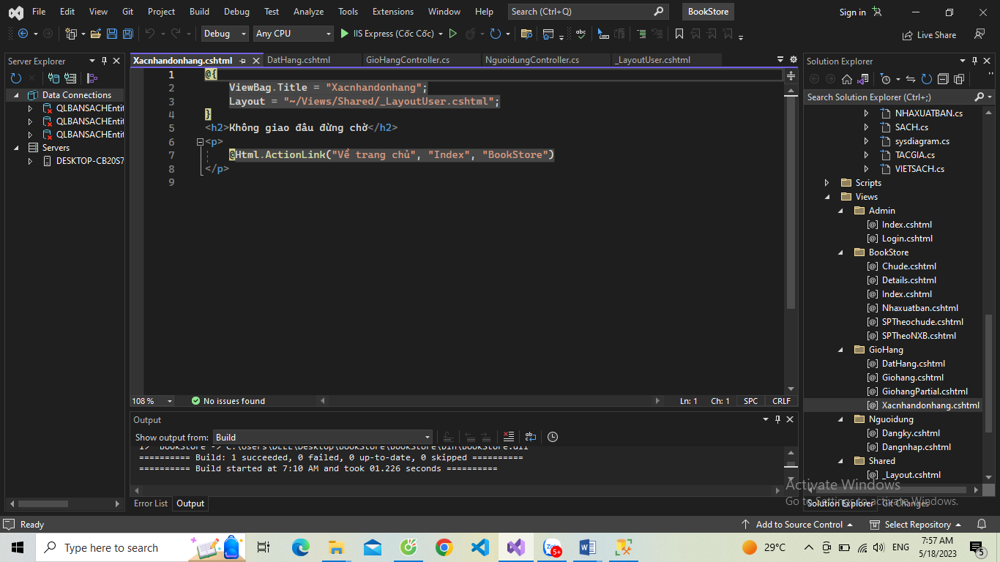 File Edit View Git Project Build Debug Test Analyze Tools Extensions Window Help Search (Ctrl+Q) BookStore Sign in
Debug Any CPU IIS Express (Cốc Cốc) Live Share
Server Explorer
Data Connections
QLBANSACHEntit
QLBANSACHEntit
QLBANSACHEntit
Servers
DESKTOP-CB20S7
Xacnhandonhang.cshtml DatHang.cshtml GioHangController.cs NguoidungController.cs _LayoutUser.cshtml
1 @{
2 ViewBag.Title = "Xacnhandonhang";
3 Layout = "~/Views/Shared/_LayoutUser.cshtml";
4 }
5 <h2>Không giao đâu đừng chờ</h2>
6 <p>
7 @Html.ActionLink("Về trang chủ", "Index", "BookStore")
8 </p>
9
108 % No issues found Ln: 1 Ch: 1 SPC CRLF
Output
Show output from: Build
1> BookStore -> C:\Users\DELL\Desktop\BookStore\BookStore\bin\BookStore.dll
========== Build: 1 succeeded, 0 failed, 0 up-to-date, 0 skipped ==========
========== Build started at 7:10 AM and took 01.226 seconds ==========
Error List Output
Solution Explorer
Search Solution Explorer (Ctrl+;)
NHAXUATBAN.cs
SACH.cs
sysdiagram.cs
TACGIA.cs
VIETSACH.cs
Scripts
Views
Admin
Index.cshtml
Login.cshtml
BookStore
Chude.cshtml
Details.cshtml
Index.cshtml
Nhaxuatban.cshtml
SPTheochude.cshtml
SPTheoNXB.cshtml
GioHang
DatHang.cshtml
Giohang.cshtml
GiohangPartial.cshtml
Xacnhandonhang.cshtml
Nguoidung
Dangky.cshtml
Dangnhap.cshtml
Shared
_Layout.cshtml
Activate Windows
Go to Settings to activate Windows.
Solution Explorer Git Changes
Ready Add to Source Control Select Repository
Type here to search 5+ 29°C ENG 7:57 AM
5/18/2023 5